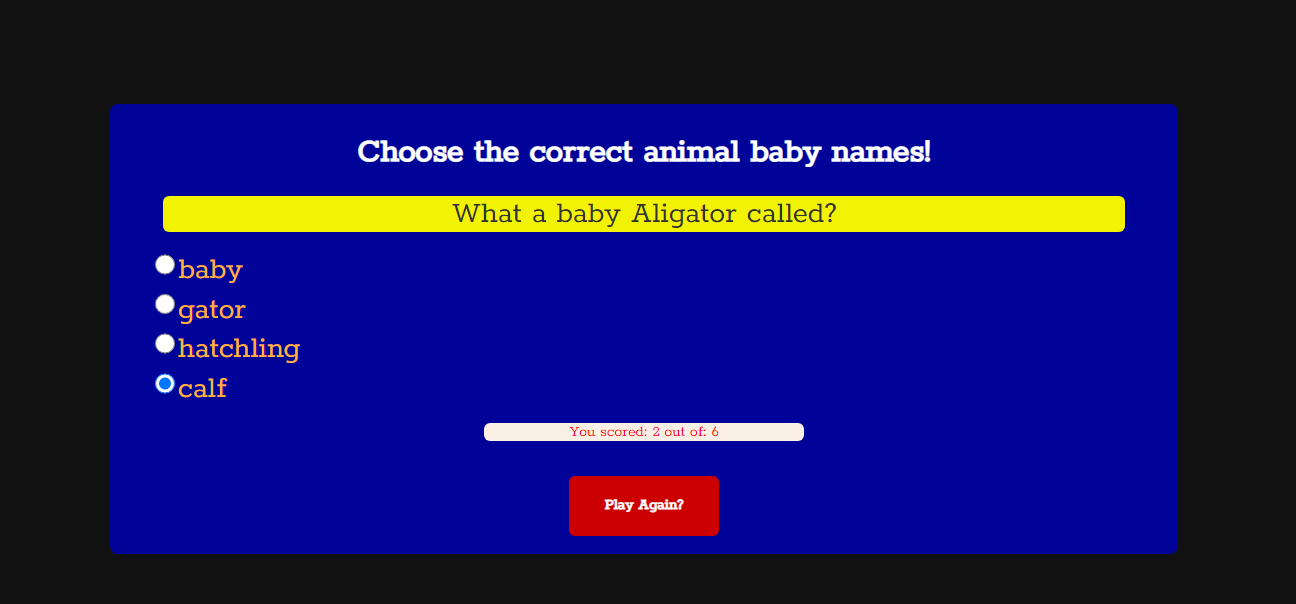 Choose the correct animal baby names!
What a baby Aligator called?
baby
gator
hatchling
calf
You scored: 2 out of: 6
Play Again?